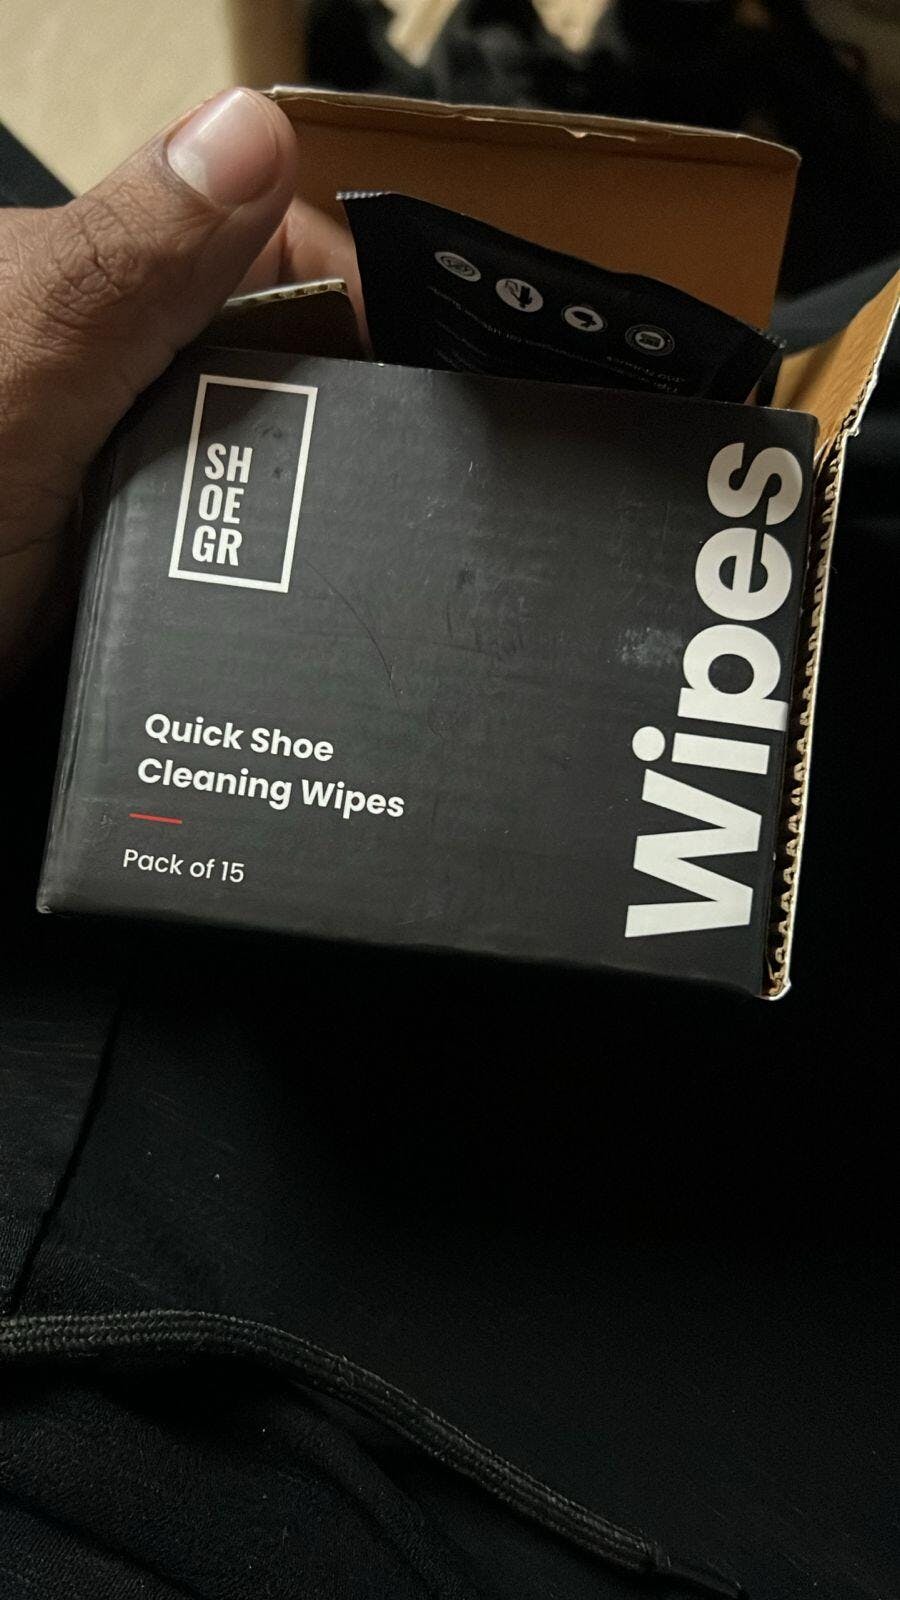 SH
OE
GR
Quick Shoe
Cleaning Wipes
Pack of 15
Wipes